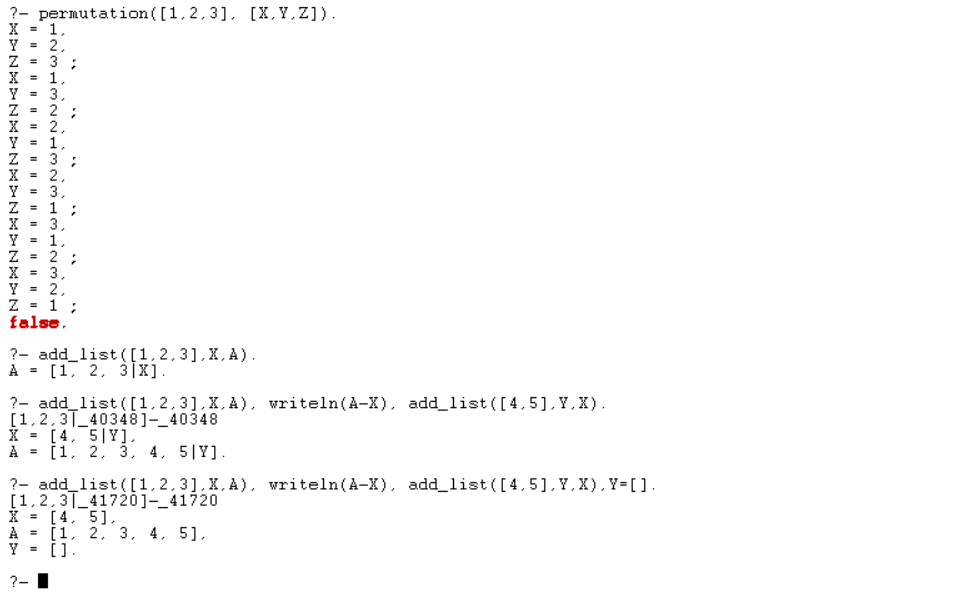 ?- permutation([1,2,3], [X,Y,Z]).
X = 1,
Y = 2,
Z = 3 ;
X = 1,
Y = 3,
Z = 2 ;
X = 2,
Y = 1,
Z = 3 ;
X = 2,
Y = 3,
Z = 1 ;
X = 3,
Y = 1,
Z = 2 ;
X = 3,
Y = 2,
Z = 1 ;
false.
?- add_list([1,2,3],X,A).
A = [1, 2, 3|X].
?- add_list([1,2,3],X,A), writeln(A-X), add_list([4,5],Y,X).
[1,2,3|_40348]-_40348
X = [4, 5|Y],
A = [1, 2, 3, 4, 5|Y].
?- add_list([1,2,3],X,A), writeln(A-X), add_list([4,5],Y,X),Y=[].
[1,2,3|_41720]-_41720
X = [4, 5],
A = [1, 2, 3, 4, 5],
Y = [].
?-